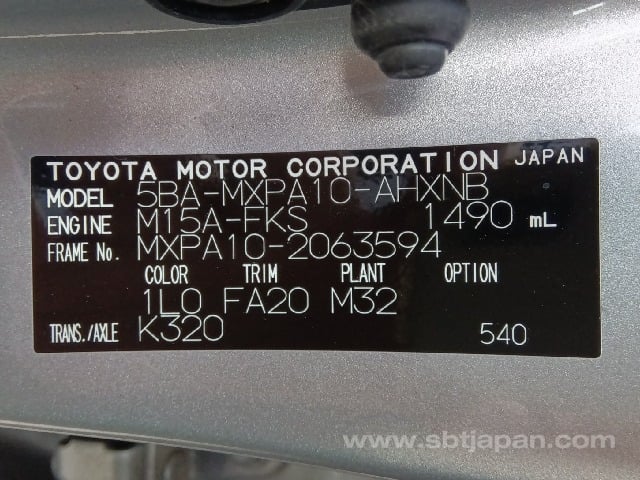 TOYOTA MOTOR CORPORATION JAPAN
MODEL 5BA-MXPA10-AHXNB
ENGINE M15A-FKS 1490 mL
FRAME No. MXPA10-2063594
COLOR TRIM PLANT OPTION
1L0 FA20 M32
TRANS./AXLE K320 540
www.sbtjapan.com